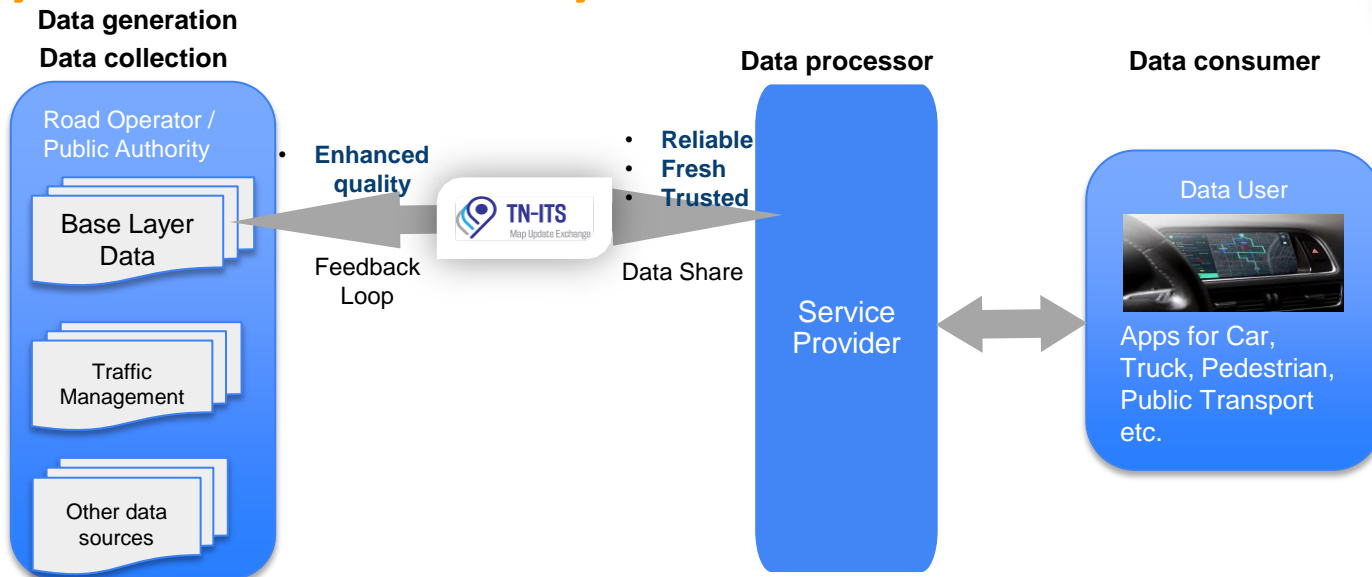 Data generation
Data collection
Road Operator /
Public Authority
Base Layer
Data
Traffic
Management
Other data
sources
• Enhanced
quality
Feedback
Loop
TN-ITS
Map Update Exchange
• Reliable
• Fresh
• Trusted
Data Share
Data processor
Service
Provider
Data consumer
Data User
Apps for Car,
Truck, Pedestrian,
Public Transport
etc.